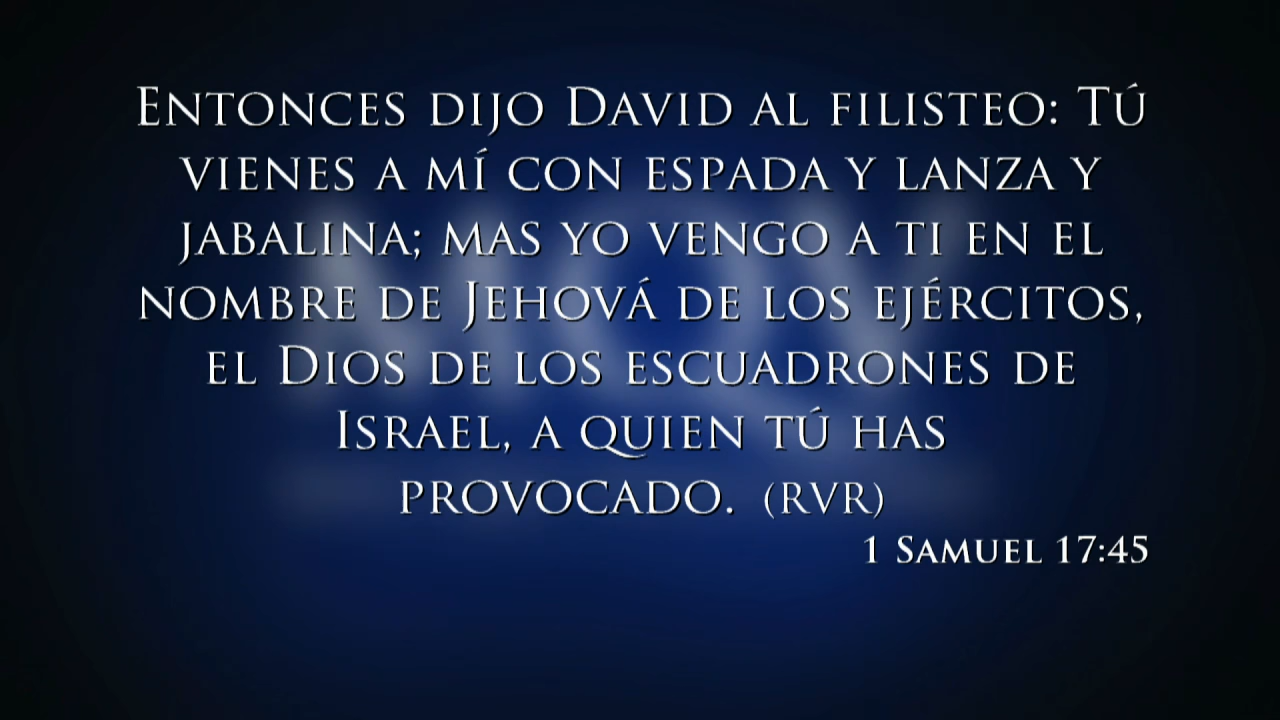 Entonces dijo David al filisteo: Tú
vienes a mí con espada y lanza y
jabalina; mas yo vengo a ti en el
nombre de Jehová de los ejércitos,
el Dios de los escuadrones de
Israel, a quien tú has
provocado. (RVR)
1 Samuel 17:45